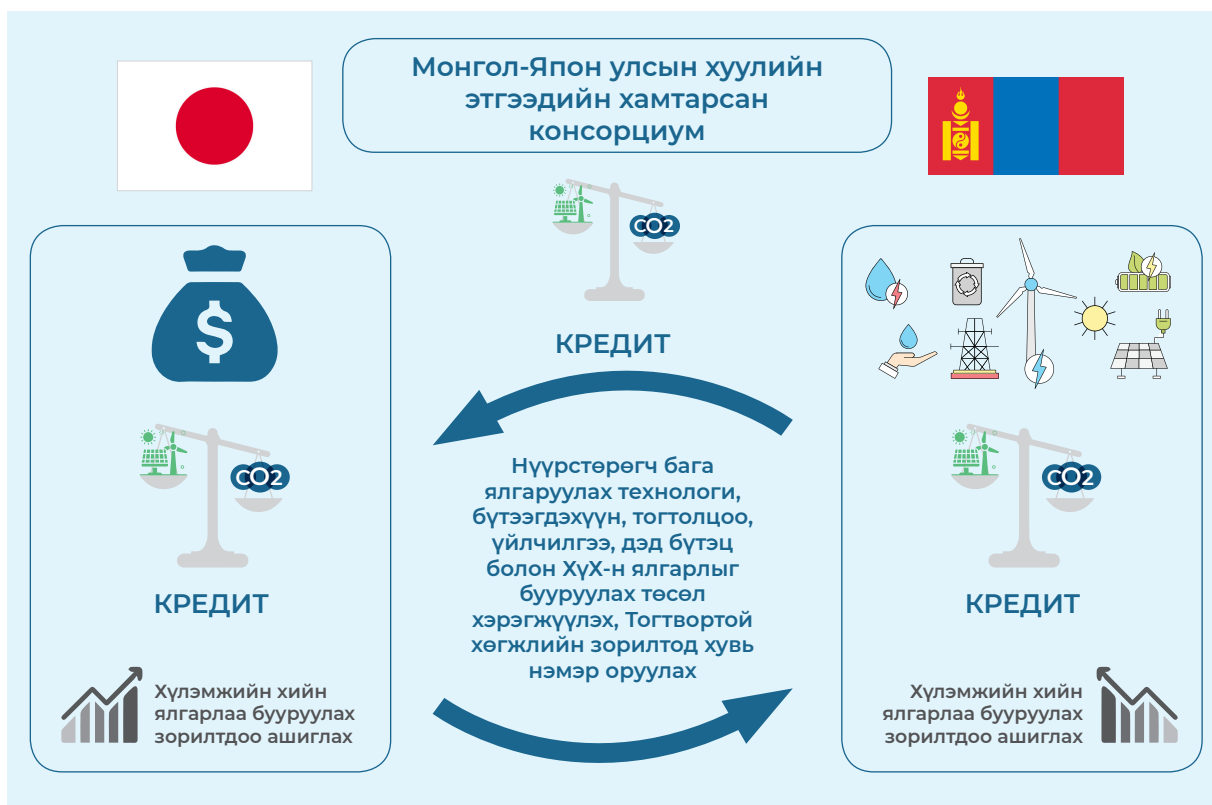 Монгол-Япон улсын хуулийн
этгээдийн хамтарсан
консорциум
CO2
КРЕДИТ
$
CO2
КРЕДИТ
Хүлэмжийн хийн
ялгарлаа бууруулах
зорилтдоо ашиглах
Нүүрстөрөгч бага
ялгаруулах технологи,
бүтээгдэхүүн, тогтолцоо,
үйлчилгээ, дэд бүтэц
болон ХүХ-н ялгарлыг
бууруулах төсөл
хэрэгжүүлэх, Тогтвортой
хөгжлийн зорилтод хувь
нэмэр оруулах
CO2
КРЕДИТ
Хүлэмжийн хийн
ялгарлаа бууруулах
зорилтдоо ашиглах